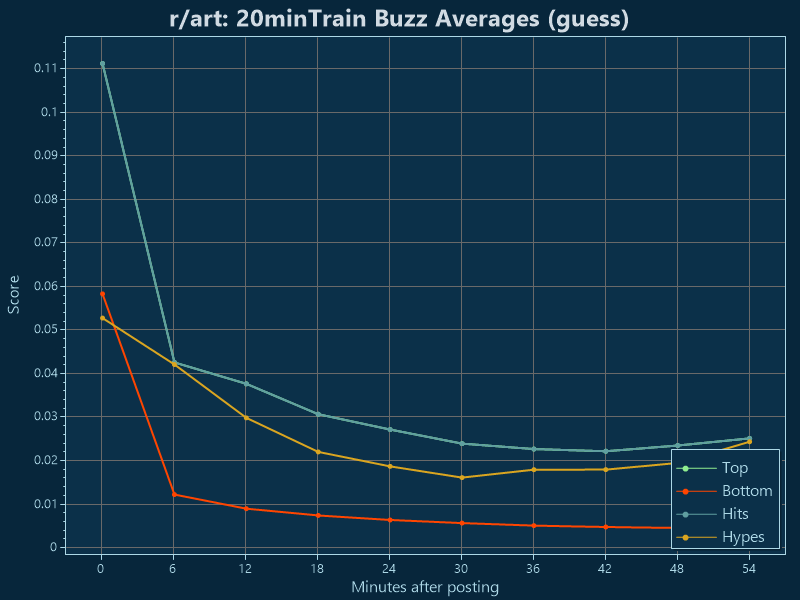 r/art: 20minTrain Buzz Averages (guess)
0.11
0.1
0.09
0.08
0.07
0.06
0.05
0.04
0.03
0.02
0.01
0
Score
Top
Bottom
Hits
Hypes
0 6 12 18 24 30 36 42 48 54
Minutes after posting